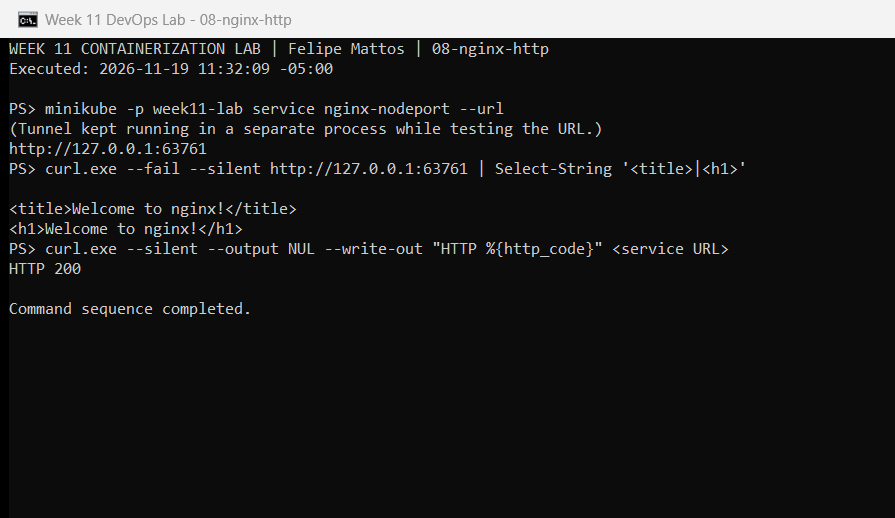 Week 11 DevOps Lab - 08-nginx-http
WEEK 11 CONTAINERIZATION LAB | Felipe Mattos | 08-nginx-http
Executed: 2026-11-19 11:32:09 -05:00
PS> minikube -p week11-lab service nginx-nodeport --url
(Tunnel kept running in a separate process while testing the URL.)
http://127.0.0.1:63761
PS> curl.exe --fail --silent http://127.0.0.1:63761 | Select-String '<title>|<h1>'
<title>Welcome to nginx!</title>
<h1>Welcome to nginx!</h1>
PS> curl.exe --silent --output NUL --write-out "HTTP %{http_code}" <service URL>
HTTP 200
Command sequence completed.